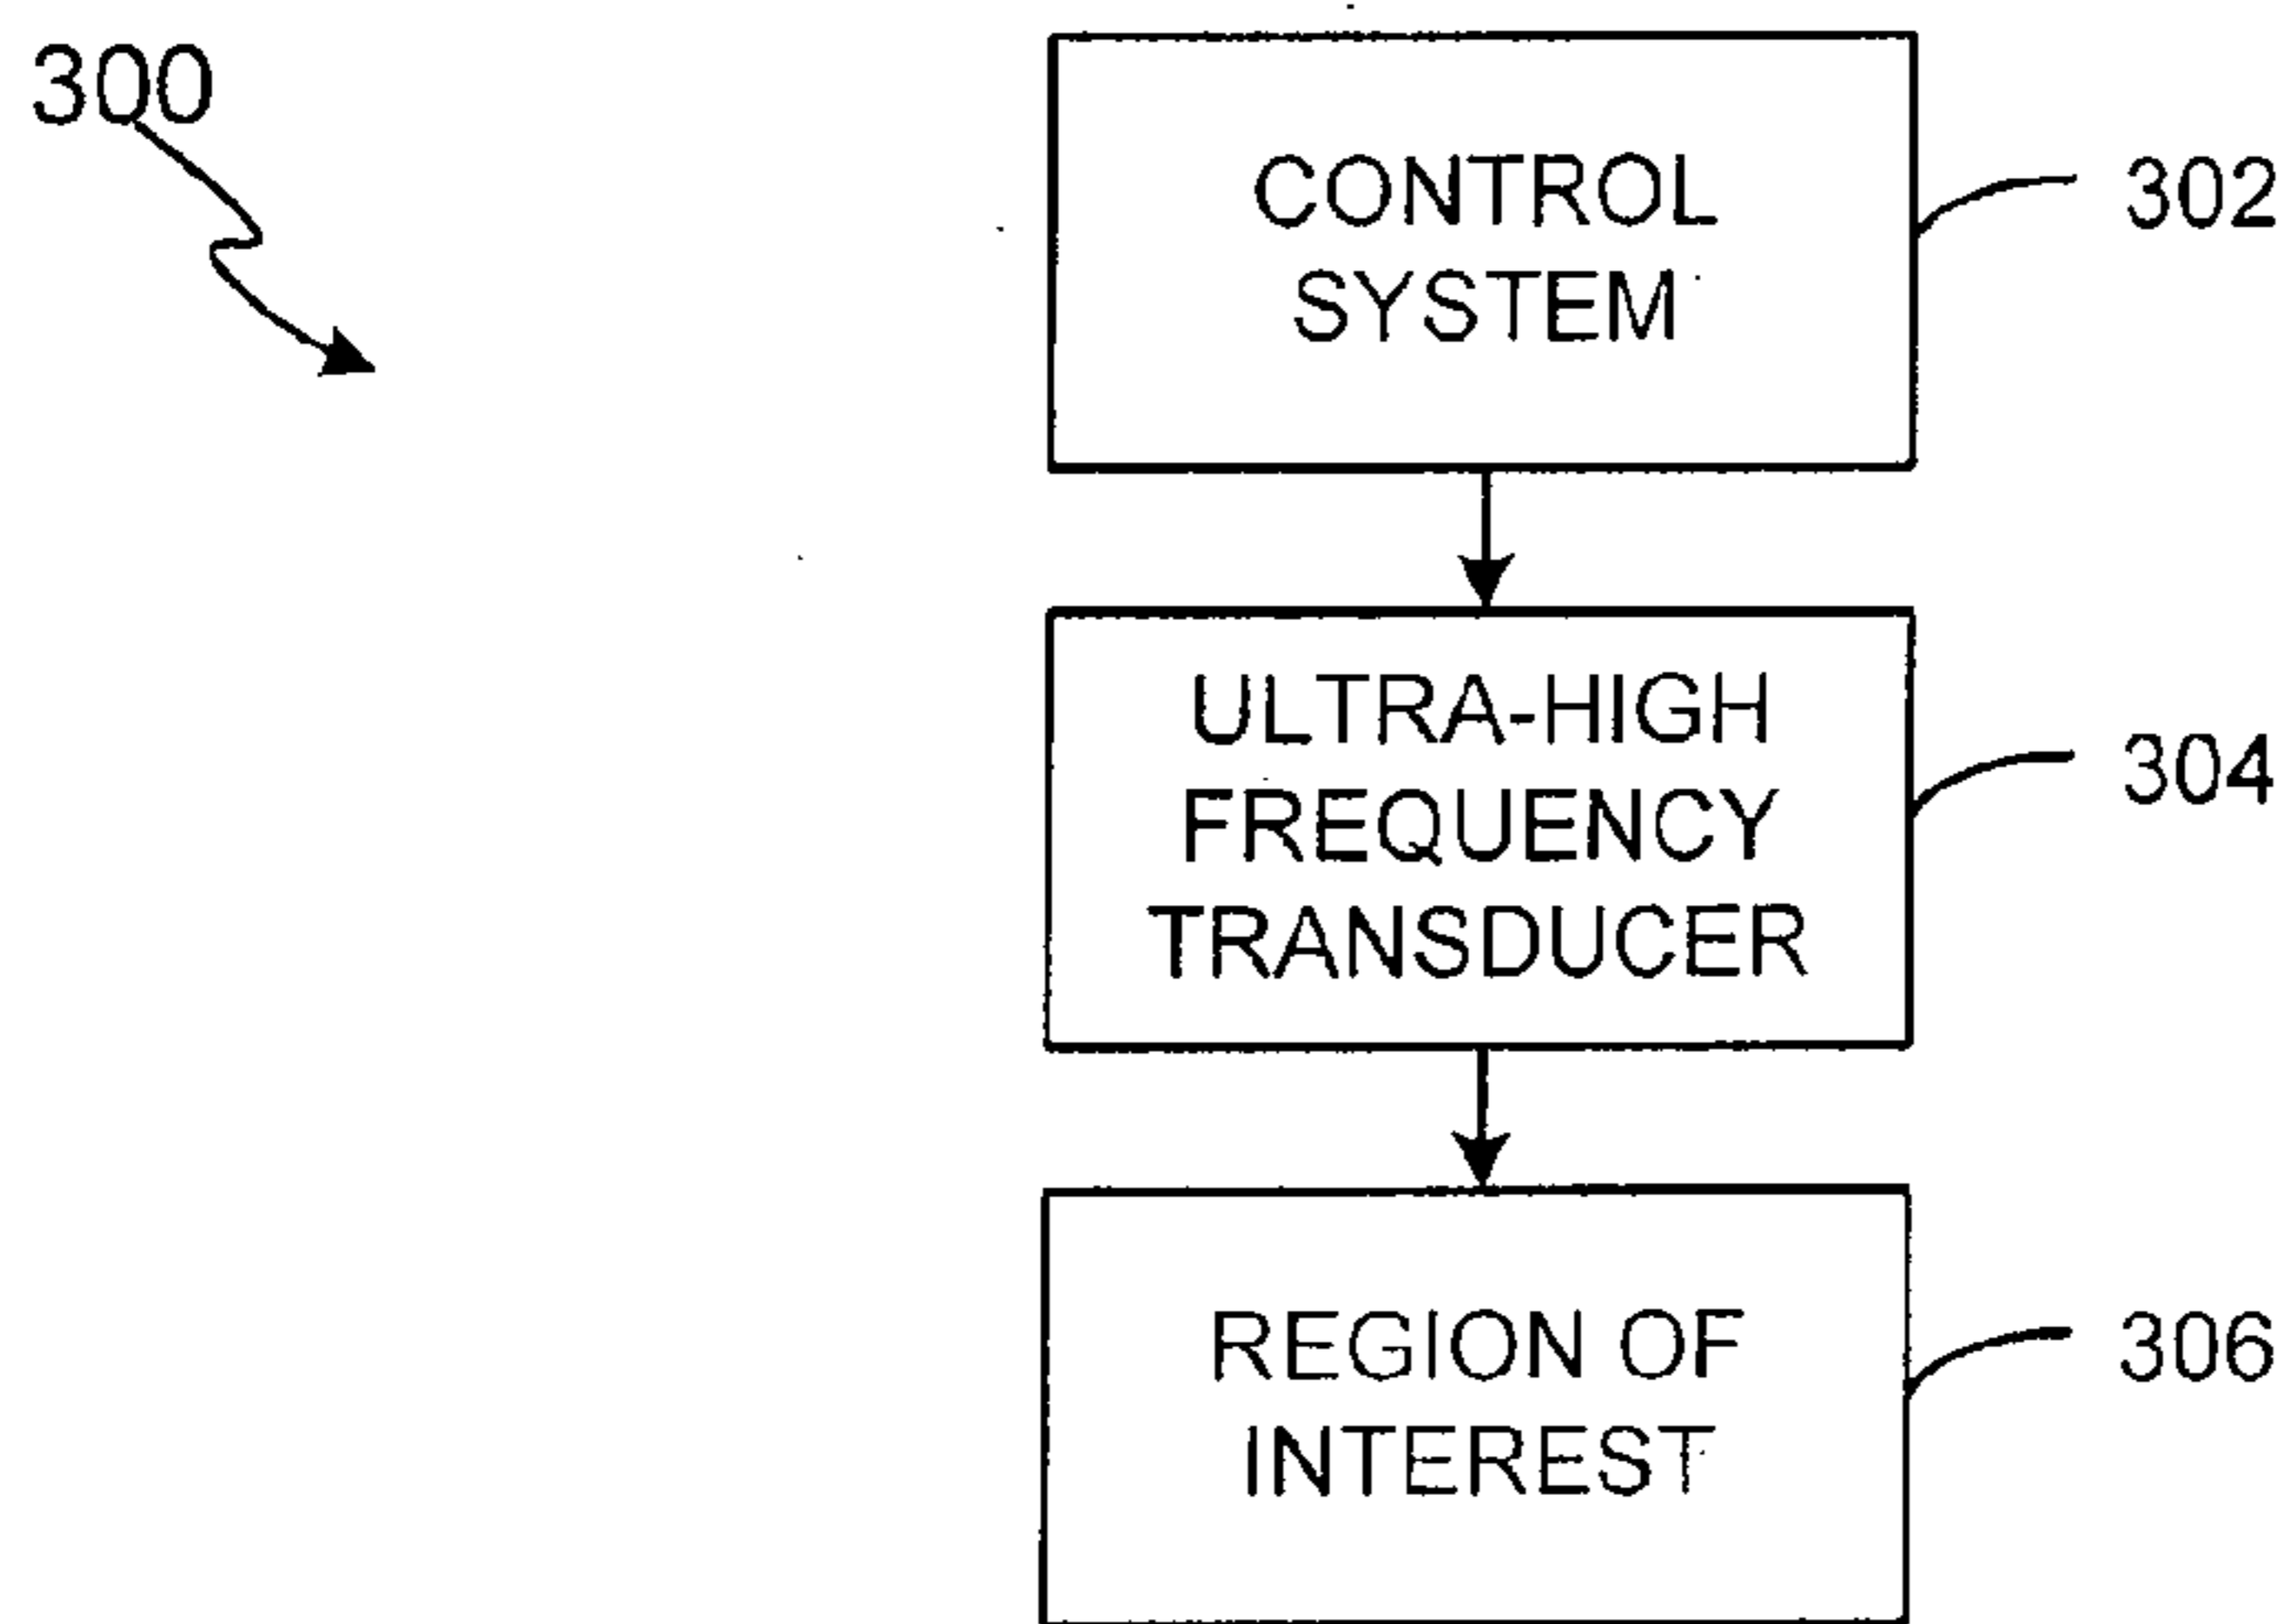 300
CONTROL
SYSTEM
302
ULTRA-HIGH
FREQUENCY
TRANSDUCER
304
REGION OF
INTEREST
306